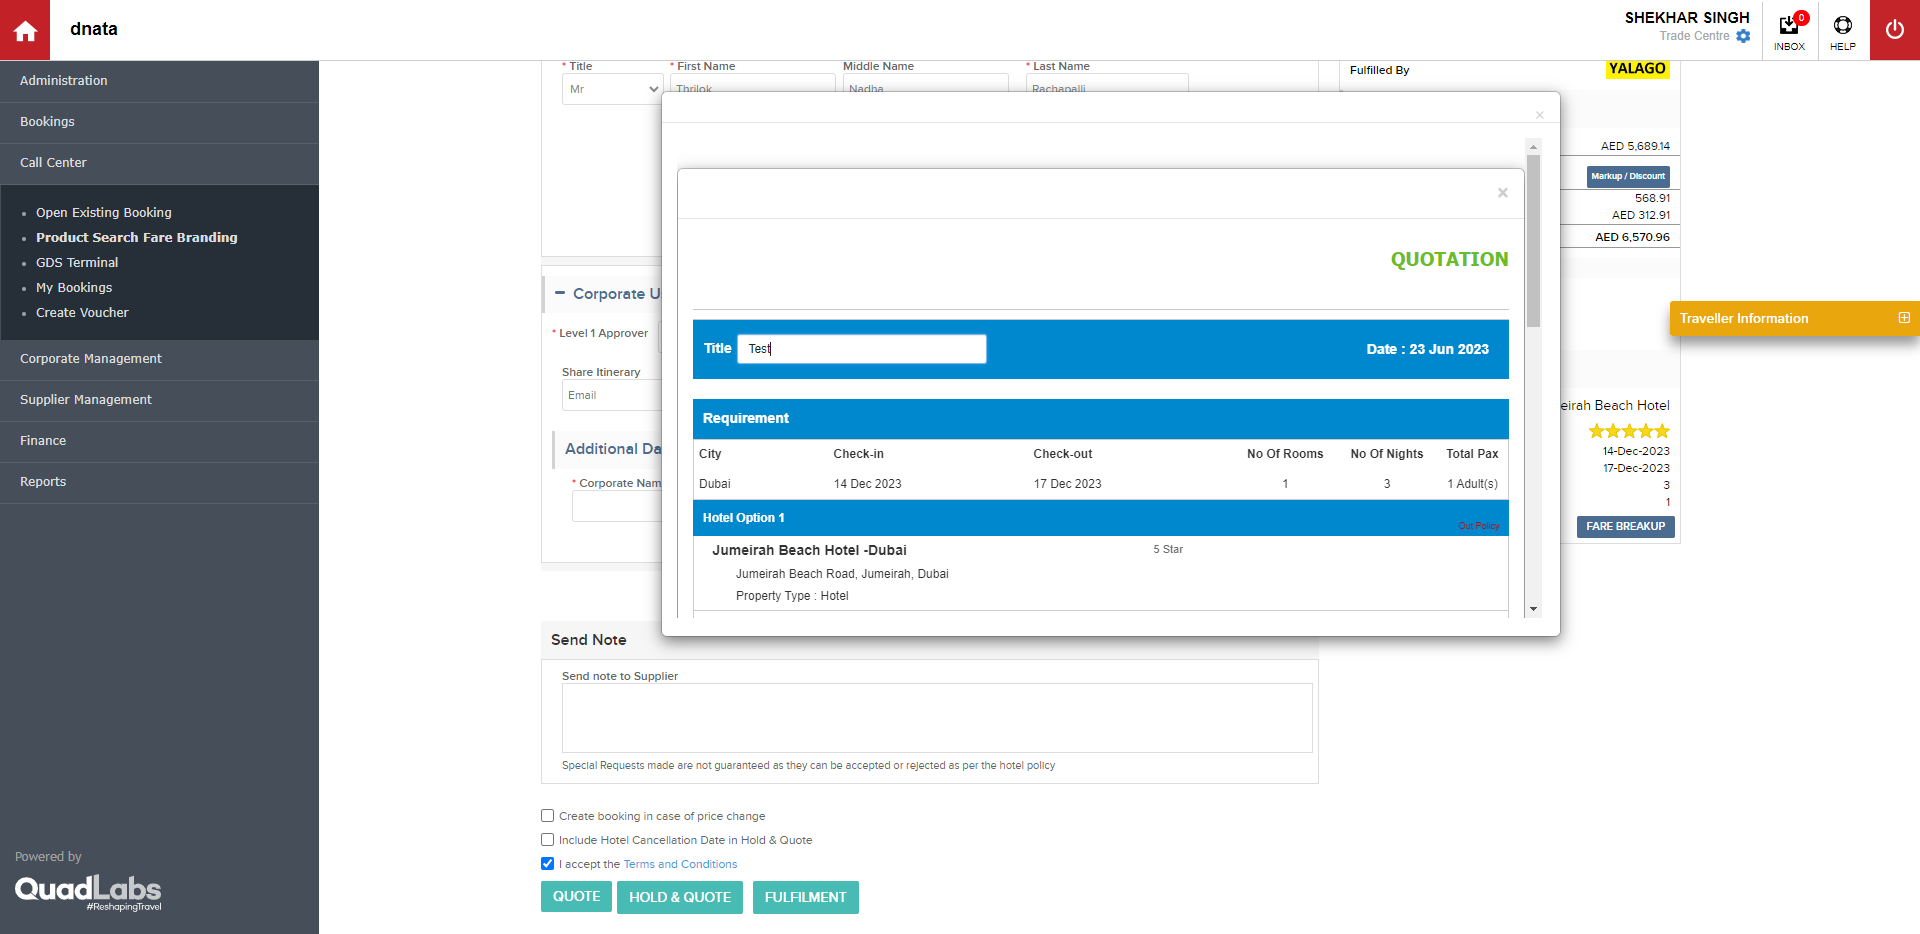 dnata
SHEKHAR SINGH
Trade Centre
0
INBOX
HELP
Administration
Bookings
Call Center
Open Existing Booking
Product Search Fare Branding
GDS Terminal
My Bookings
Create Voucher
Corporate Management
Supplier Management
Finance
Reports
Powered by
QuadLabs
#ReshapingTravel
* Title
* First Name
Middle Name
* Last Name
Mr
Thrilok
Nadha
Rachapalli
Corporate U
* Level 1 Approver
Share Itinerary
Email
Additional Da
* Corporate Nam
×
×
QUOTATION
Title
Test
Date : 23 Jun 2023
Requirement
City Check-in Check-out No Of Rooms No Of Nights Total Pax
Dubai 14 Dec 2023 17 Dec 2023 1 3 1 Adult(s)
Hotel Option 1
Out Policy
Jumeirah Beach Hotel -Dubai
5 Star
Jumeirah Beach Road, Jumeirah, Dubai
Property Type : Hotel
Fulfilled By
YALAGO
AED 5,689.14
Markup / Discount
568.91
AED 312.91
AED 6,570.96
Traveller Information
eirah Beach Hotel
14-Dec-2023
17-Dec-2023
3
1
FARE BREAKUP
Send Note
Send note to Supplier
Special Requests made are not guaranteed as they can be accepted or rejected as per the hotel policy
Create booking in case of price change
Include Hotel Cancellation Date in Hold & Quote
I accept the Terms and Conditions
QUOTE
HOLD & QUOTE
FULFILMENT